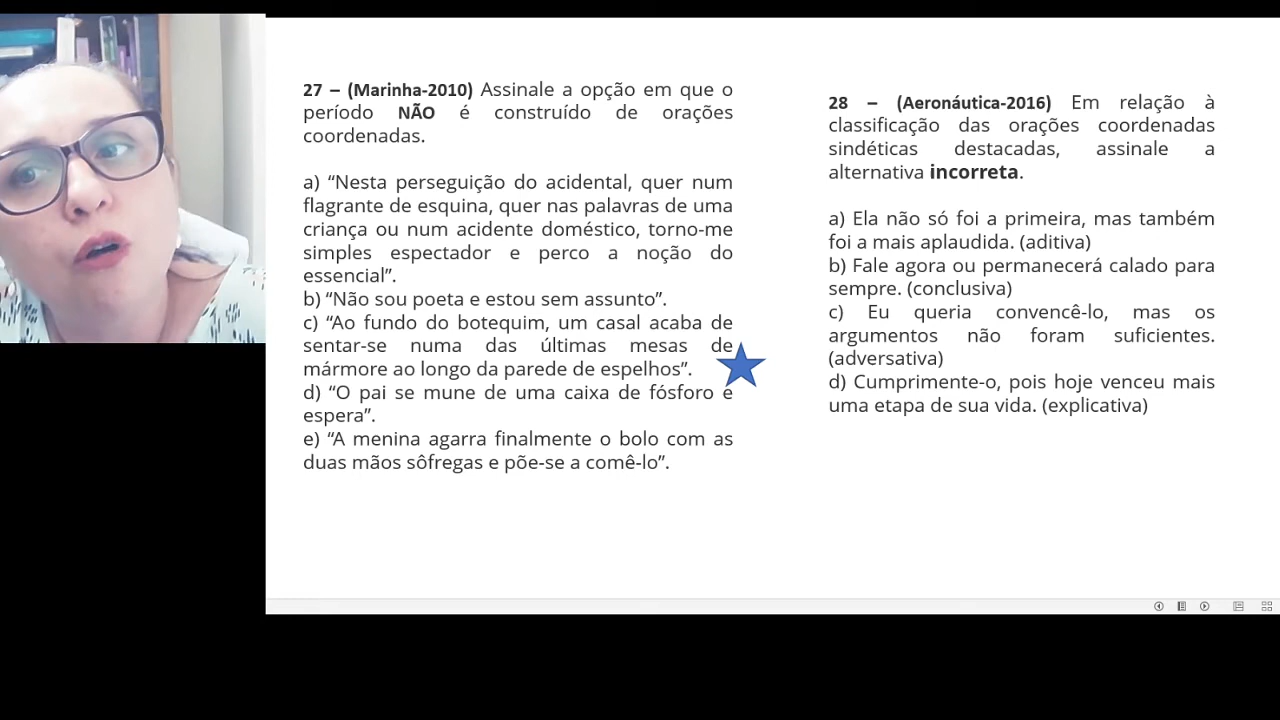 27 – (Marinha-2010) Assinale a opção em que o
período NÃO é construído de orações
coordenadas.
a) “Nesta perseguição do acidental, quer num
flagrante de esquina, quer nas palavras de uma
criança ou num acidente doméstico, torno-me
simples espectador e perco a noção do
essencial”.
b) “Não sou poeta e estou sem assunto”.
c) “Ao fundo do botequim, um casal acaba de
sentar-se numa das últimas mesas de
mármore ao longo da parede de espelhos”.
d) “O pai se mune de uma caixa de fósforo e
espera”.
e) “A menina agarra finalmente o bolo com as
duas mãos sôfregas e põe-se a comê-lo”.
28 – (Aeronáutica-2016) Em relação à
classificação das orações coordenadas
sindéticas destacadas, assinale a
alternativa incorreta.
a) Ela não só foi a primeira, mas também
foi a mais aplaudida. (aditiva)
b) Fale agora ou permanecerá calado para
sempre. (conclusiva)
c) Eu queria convencê-lo, mas os
argumentos não foram suficientes.
(adversativa)
d) Cumprimente-o, pois hoje venceu mais
uma etapa de sua vida. (explicativa)